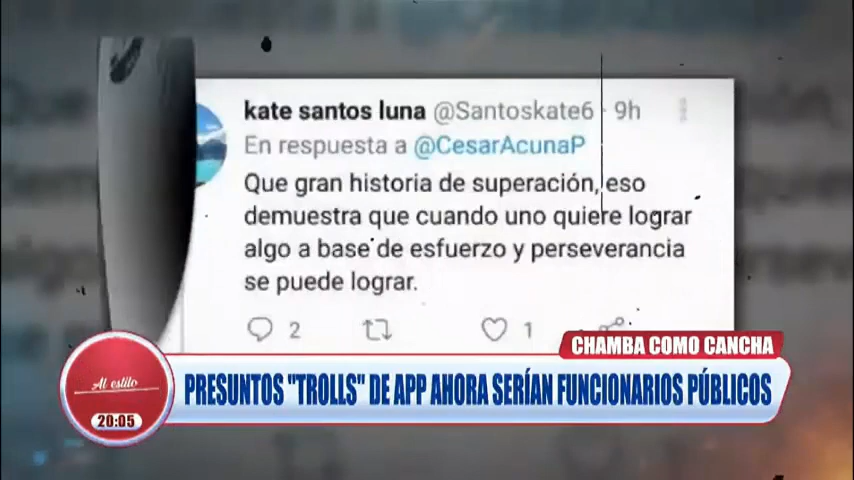 kate santos luna @Santoskate6 · 9h
En respuesta a @CesarAcunaP
Que gran historia de superación, eso
demuestra que cuando uno quiere lograr
algo a base de esfuerzo y perseverancia
se puede lograr.
2 1
CHAMBA COMO CANCHA
Al estilo
PRESUNTOS "TROLLS" DE APP AHORA SERÍAN FUNCIONARIOS PÚBLICOS
20:05